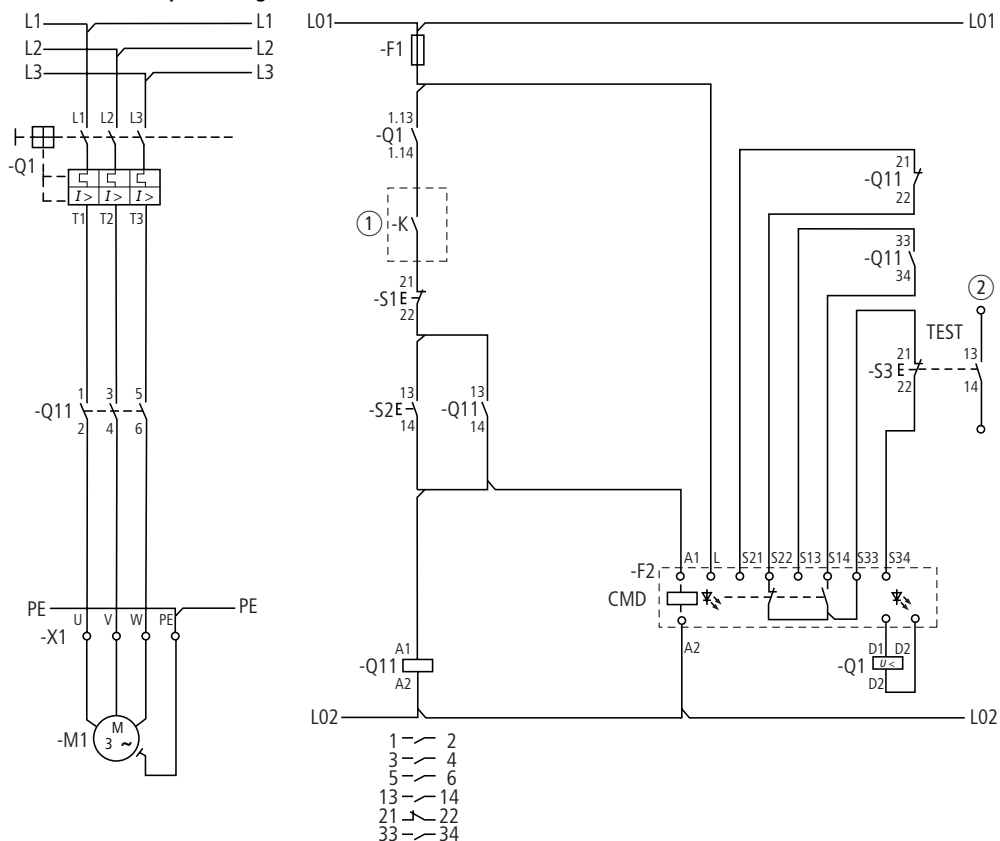 L1 L1
L2 L2
L3 L3
L1 L2 L3
-Q1
I > I > I >
T1 T2 T3
1 3 5
-Q11
2 4 6
PE PE
U V W PE
-X1
-M1
M
3 ~
L01 L01
-F1
1.13
-Q1
1.14
1 -K
21
-S1 E
22
13 13
-S2 E -Q11
14 14
21
-Q11
22
33
-Q11
34
2
TEST
21 13
-S3 E
22 14
A1 L S21 S22 S13 S14 S33 S34
-F2
CMD
A2
D1 D2
-Q1 U <
D2
A1
-Q11
A2
L02 L02
1 2
3 4
5 6
13 14
21 22
33 34